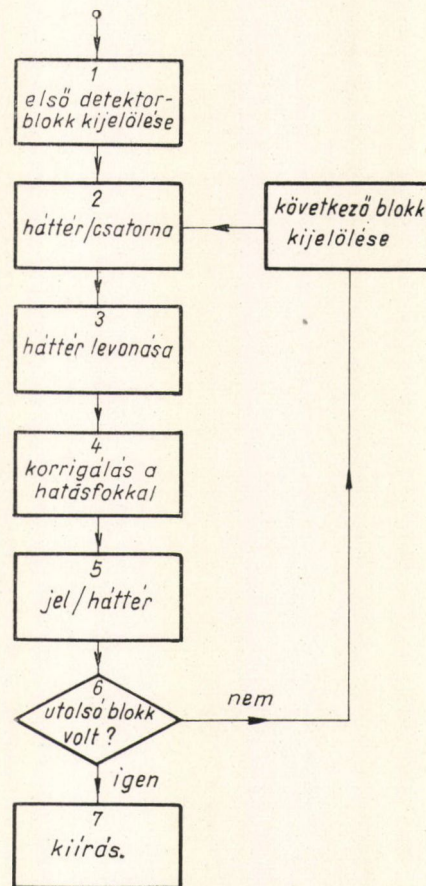 1
első detektor-
blokk kijelölése
2
háttér/csatorna
következő blokk
kijelölése
3
háttér levonása
4
korrigálás a
hatásfokkal
5
jel/háttér
6
utolsó blokk
volt?
nem
igen
7
kiírás.